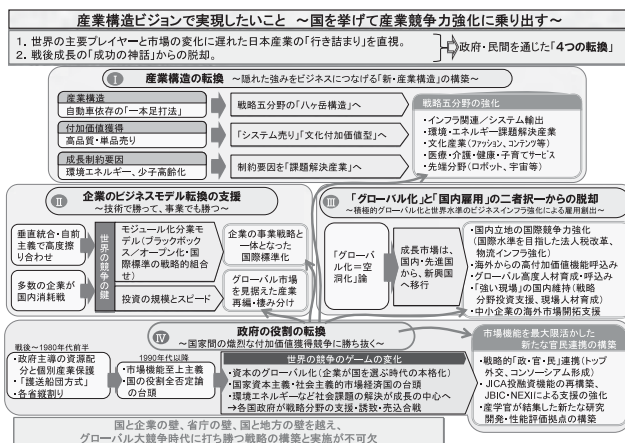 産業構造ビジョンで実現したいこと ~国を挙げて産業競争力強化に乗り出す~
1. 世界の主要プレイヤーと市場の変化に遅れた日本産業の「行き詰まり」を直視。
2. 戦後成長の「成功の神話」からの脱却。
政府・民間を通じた「4つの転換」
Ⅰ 産業構造の転換 ~隠れた強みをビジネスにつなげる「新・産業構造」の構築~
産業構造
自動車依存の「一本足打法」
戦略五分野の「八ヶ岳構造」へ
付加価値獲得
高品質・単品売り
「システム売り」「文化付加価値型」へ
成長制約要因
環境エネルギー、少子高齢化
制約要因を「課題解決産業」へ
戦略五分野の強化
・インフラ関連/システム輸出
・環境・エネルギー課題解決産業
・文化産業(ファッション、コンテンツ等)
・医療・介護・健康・子育てサービス
・先端分野(ロボット、宇宙等)
Ⅱ 企業のビジネスモデル転換の支援
~技術で勝って、事業でも勝つ~
垂直統合・自前
主義で高度擦
り合わせ
多数の企業が
国内消耗戦
世界の競争の鍵
モジュール化分業モ
デル(ブラックボック
ス/オープン化・国
際標準の戦略的組合
せ)
投資の規模とスピード
企業の事業戦略と
一体となった
国際標準化
グローバル市場
を見据えた産業
再編・棲み分け
Ⅲ 「グローバル化」と「国内雇用」の二者択一からの脱却
~積極的グローバル化と世界水準のビジネスインフラ強化による雇用創出~
「グローバ
ル化=空
洞化」論
成長市場は、
国内・先進国
から、新興国
へ移行
・国内立地の国際競争力強化
(国際水準を目指した法人税改革、
物流インフラ強化)
・海外からの高付加価値機能呼込み
・グローバル高度人材育成・呼込み
・「強い現場」の国内維持(戦略
分野投資支援、現場人材育成)
・中小企業の海外市場開拓支援
Ⅳ 政府の役割の転換
~国家間の熾烈な付加価値獲得競争に勝ち抜く~
戦後~1980年代前半
・政府主導の資源配
分と個別産業保護
・「護送船団方式」
・各省縦割り
1990年代以降
・市場機能至上主義
・国の役割全否定論
の台頭
世界の競争のゲームの変化
・資本のグローバル化(企業が国を選ぶ時代の本格化)
・国家資本主義・社会主義的市場経済国の台頭
・環境エネルギーなど社会課題の解決が成長の中心へ
→各国政府が戦略分野の支援・誘致・売込合戦
市場機能を最大限活かした
新たな官民連携の構築
・戦略的「政・官・民」連携(トップ
外交、コンソーシアム形成)
・JICA投融資機能の再構築、
JBIC・NEXIによる支援の強化
・産学官が結集した新たな研究
開発・性能評価拠点の構築
国と企業の壁、省庁の壁、国と地方の壁を越え、
グローバル大競争時代に打ち勝つ戦略の構築と実施が不可欠